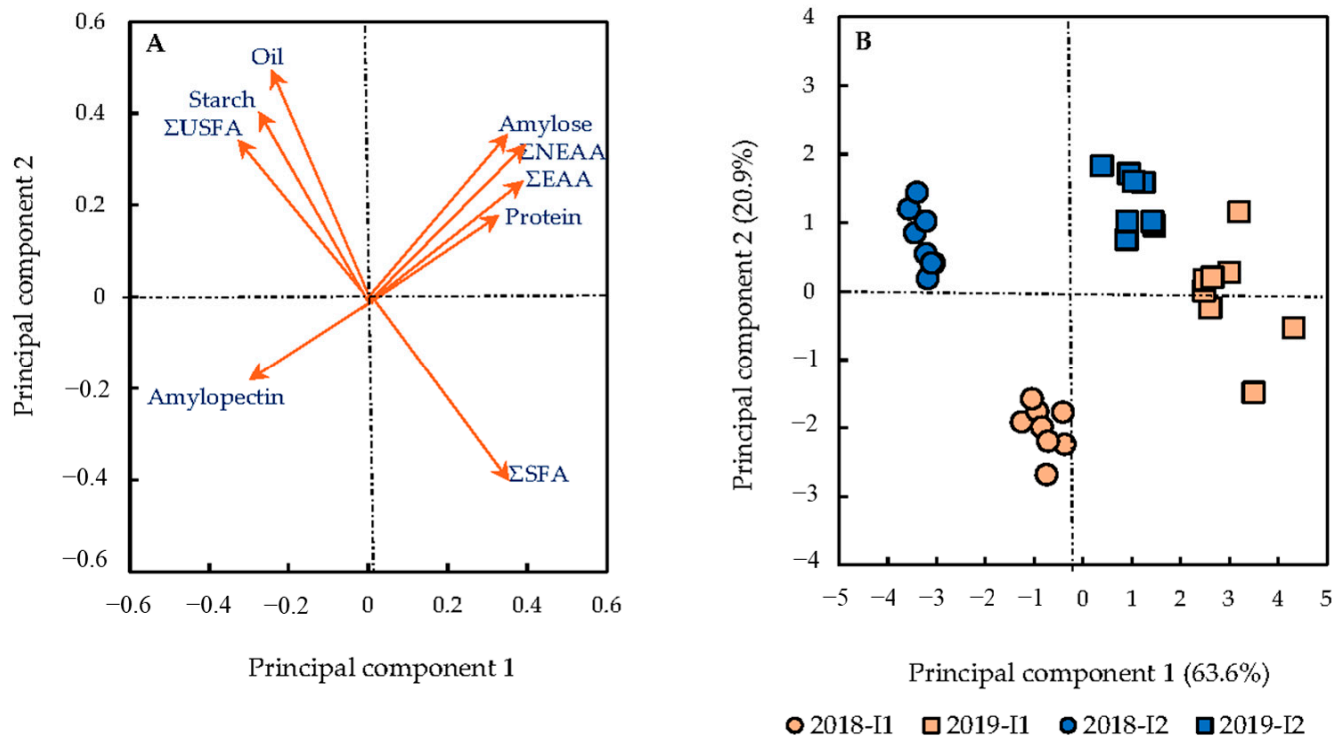 A
0.6
0.4
0.2
0
−0.2
−0.4
−0.6
−0.6
−0.4
−0.2
0
0.2
0.4
0.6
Principal component 2
Principal component 1
Oil
Starch
ΣUSFA
Amylose
ΣNEAA
ΣEAA
Protein
Amylopectin
ΣSFA
B
4
3
2
1
0
−1
−2
−3
−4
−5
−4
−3
−2
−1
0
1
2
3
4
5
Principal component 2 (20.9%)
Principal component 1 (63.6%)
2018-I1 2019-I1 2018-I2 2019-I2